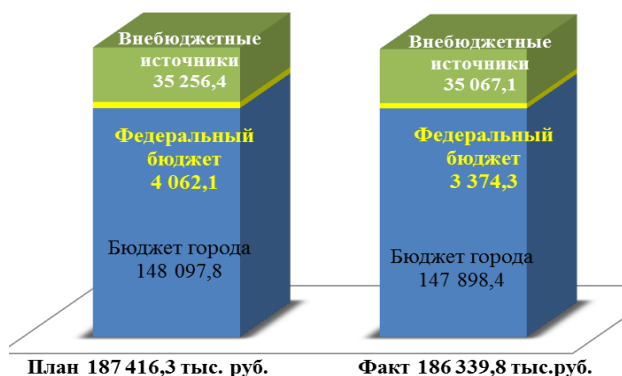 Внебюджетные
источники
35 256,4
Федеральный
бюджет
4 062,1
Бюджет города
148 097,8
План 187 416,3 тыс. руб.
Внебюджетные
источники
35 067,1
Федеральный
бюджет
3 374,3
Бюджет города
147 898,4
Факт 186 339,8 тыс.руб.